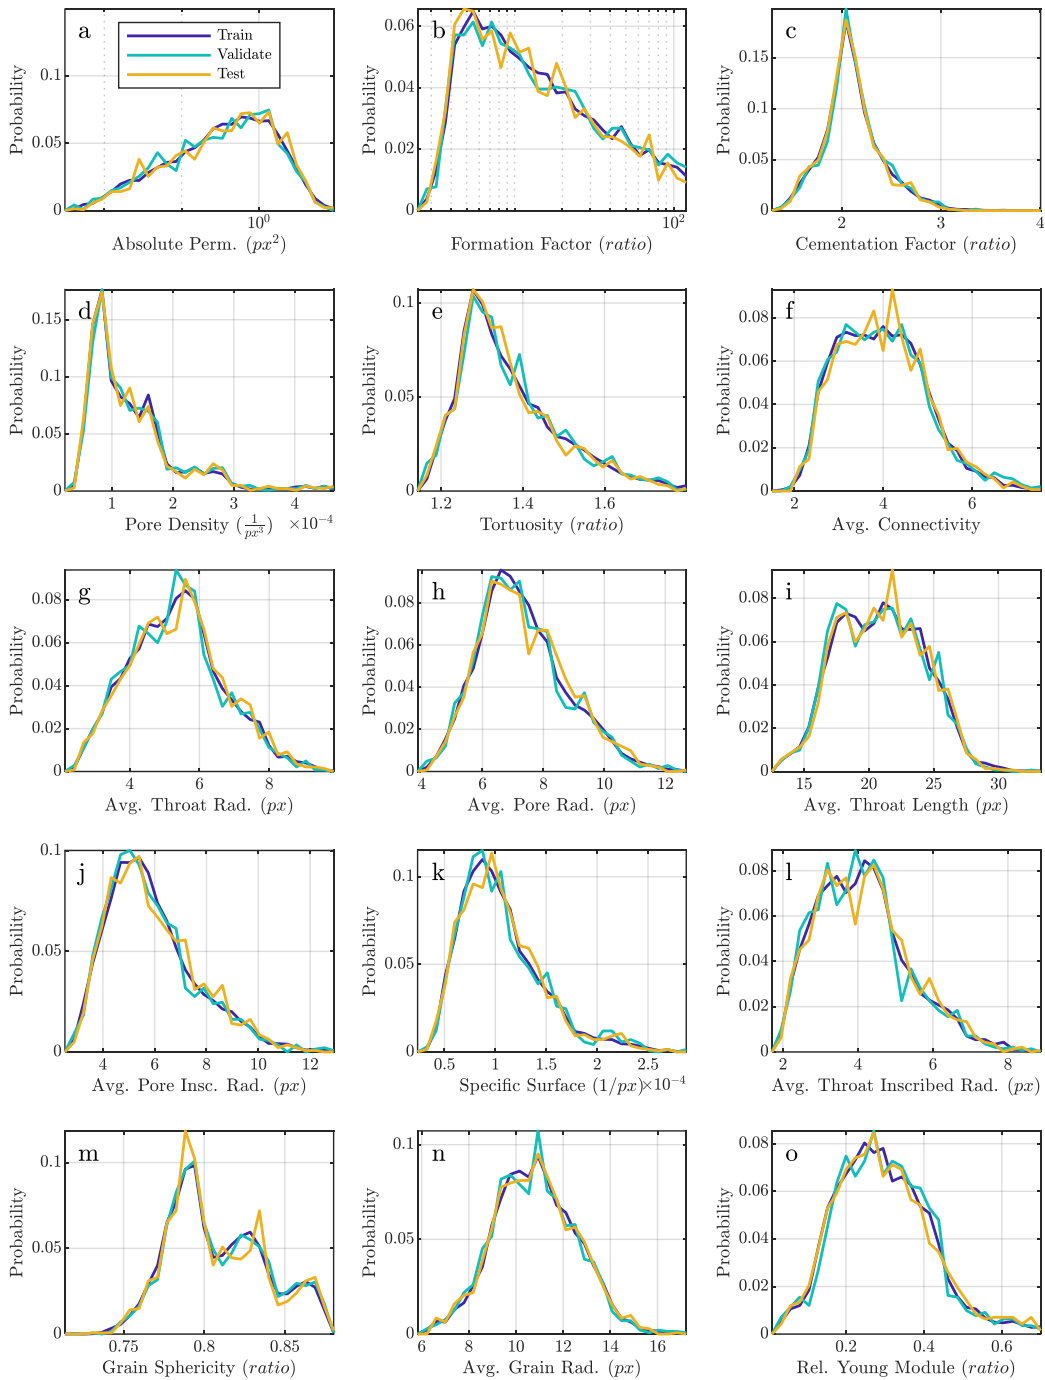 a
Train
Validate
Test
Probability
0.1
0.05
0
10⁰
Absolute Perm. (px²)
b
Probability
0.06
0.04
0.02
0
10²
Formation Factor (ratio)
c
Probability
0.15
0.1
0.05
0
2
3
4
Cementation Factor (ratio)
d
Probability
0.15
0.1
0.05
0
1
2
3
4
Pore Density (1/px³) ×10⁻⁴
e
Probability
0.1
0.05
0
1.2
1.4
1.6
Tortuosity (ratio)
f
Probability
0.08
0.06
0.04
0.02
0
2
4
6
Avg. Connectivity
g
Probability
0.08
0.06
0.04
0.02
0
4
6
8
Avg. Throat Rad. (px)
h
Probability
0.08
0.06
0.04
0.02
0
4
6
8
10
12
Avg. Pore Rad. (px)
i
Probability
0.08
0.06
0.04
0.02
0
15
20
25
30
Avg. Throat Length (px)
j
Probability
0.1
0.05
0
4
6
8
10
12
Avg. Pore Insc. Rad. (px)
k
Probability
0.1
0.05
0
0.5
1
1.5
2
2.5
Specific Surface (1/px) ×10⁻⁴
l
Probability
0.08
0.06
0.04
0.02
0
2
4
6
8
Avg. Throat Inscribed Rad. (px)
m
Probability
0.1
0.05
0
0.75
0.8
0.85
Grain Sphericity (ratio)
n
Probability
0.1
0.05
0
6
8
10
12
14
16
Avg. Grain Rad. (px)
o
Probability
0.08
0.06
0.04
0.02
0
0.2
0.4
0.6
Rel. Young Module (ratio)